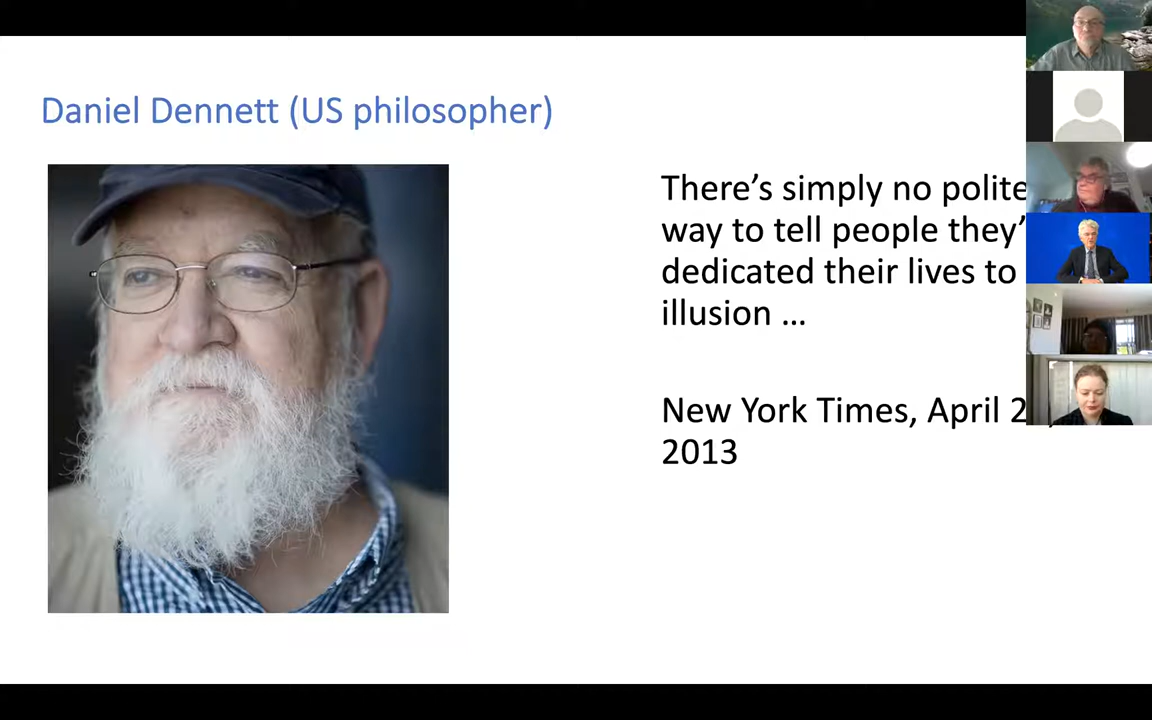 Daniel Dennett (US philosopher)
There’s simply no polite
way to tell people they’
dedicated their lives to
illusion ...
New York Times, April 2
2013